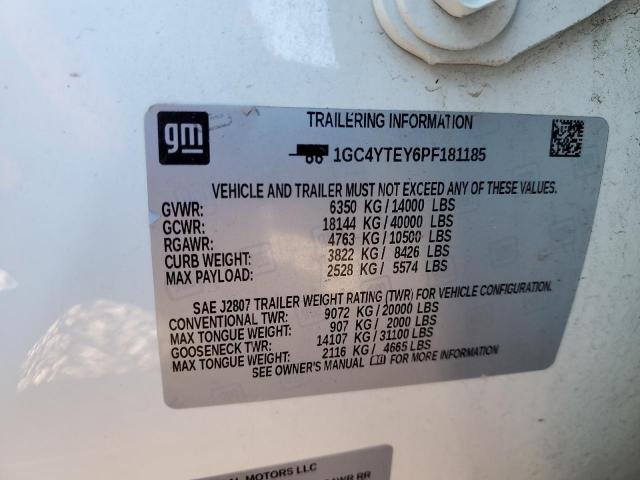 gm
TRAILERING INFORMATION
1GC4YTEY6PF181185
VEHICLE AND TRAILER MUST NOT EXCEED ANY OF THESE VALUES.
GVWR: 6350 KG / 14000 LBS
GCWR: 18144 KG / 40000 LBS
RGAWR: 4763 KG / 10500 LBS
CURB WEIGHT: 3822 KG / 8426 LBS
MAX PAYLOAD: 2528 KG / 5574 LBS
SAE J2807 TRAILER WEIGHT RATING (TWR) FOR VEHICLE CONFIGURATION.
CONVENTIONAL TWR: 9072 KG / 20000 LBS
MAX TONGUE WEIGHT: 907 KG / 2000 LBS
GOOSENECK TWR: 14107 KG / 31100 LBS
MAX TONGUE WEIGHT: 2116 KG / 4665 LBS
SEE OWNER'S MANUAL FOR MORE INFORMATION
MOTORS LLC
RR